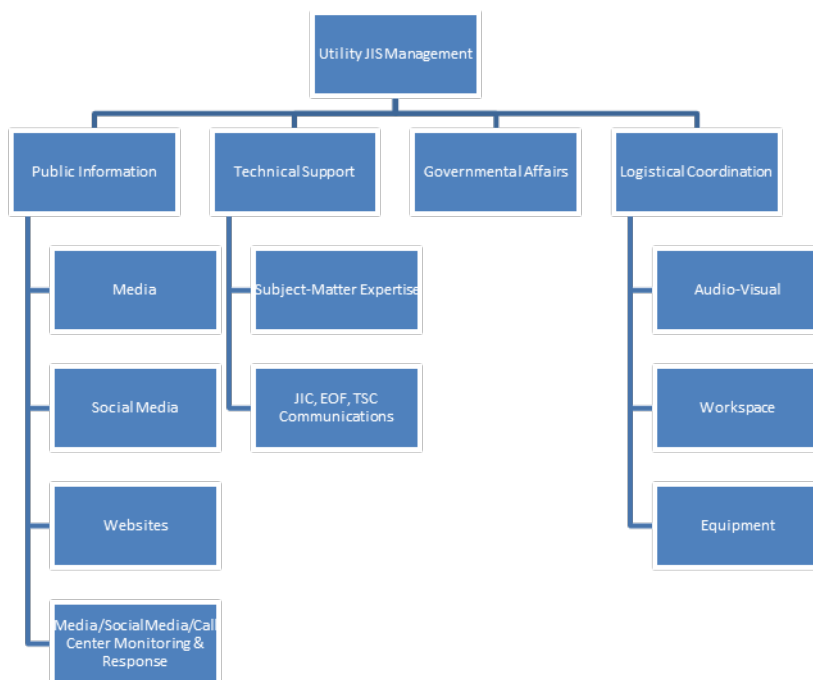 Utility JIS Management
Public Information
Technical Support
Governmental Affairs
Logistical Coordination
Media
Subject-Matter Expertise
Audio-Visual
Social Media
JIC, EOF, TSC
Communications
Workspace
Websites
Equipment
Media/Social Media/Call
Center Monitoring &
Response